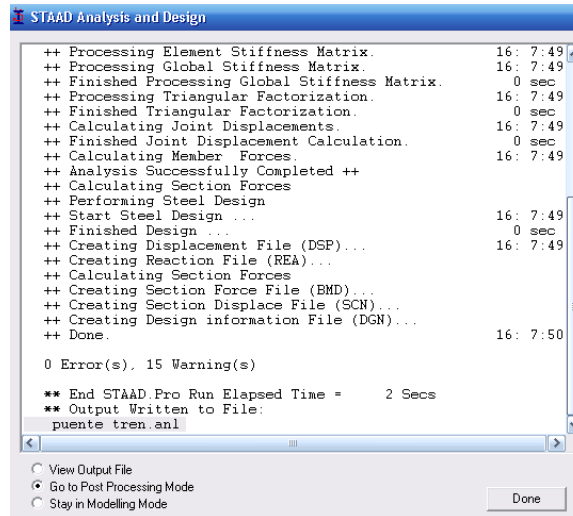 STAAD Analysis and Design
++ Processing Element Stiffness Matrix. 16: 7:49
++ Processing Global Stiffness Matrix. 16: 7:49
++ Finished Processing Global Stiffness Matrix. 0 sec
++ Processing Triangular Factorization. 16: 7:49
++ Finished Triangular Factorization. 0 sec
++ Calculating Joint Displacements. 16: 7:49
++ Finished Joint Displacement Calculation. 0 sec
++ Calculating Member Forces. 16: 7:49
++ Analysis Successfully Completed ++
++ Calculating Section Forces
++ Performing Steel Design
++ Start Steel Design ... 16: 7:49
++ Finished Design ... 0 sec
++ Creating Displacement File (DSP)... 16: 7:49
++ Creating Reaction File (REA)...
++ Calculating Section Forces
++ Creating Section Force File (BMD)...
++ Creating Section Displace File (SCN)...
++ Creating Design information File (DGN)...
++ Done. 16: 7:50
0 Error(s), 15 Warning(s)
** End STAAD.Pro Run Elapsed Time = 2 Secs
** Output Written to File:
puente tren.anl
View Output File
Go to Post Processing Mode
Stay in Modelling Mode
Done